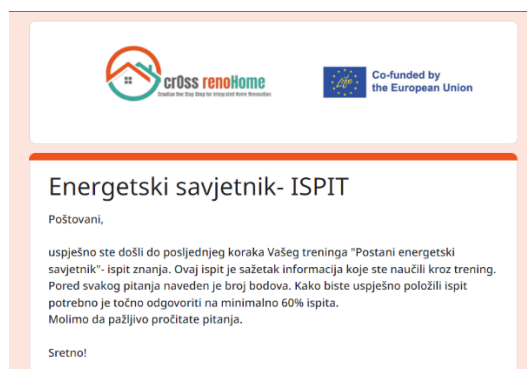 crOss renoHome
Croatian One Stop Shop for Integrated Home Renovation
Co-funded by
the European Union
Energetski savjetnik- ISPIT
Poštovani,
uspješno ste došli do posljednjeg koraka Vašeg treninga "Postani energetski
savjetnik"- ispit znanja. Ovaj ispit je sažetak informacija koje ste naučili kroz trening.
Pored svakog pitanja naveden je broj bodova. Kako biste uspješno položili ispit
potrebno je točno odgovoriti na minimalno 60% ispita.
Molimo da pažljivo pročitate pitanja.
Sretno!